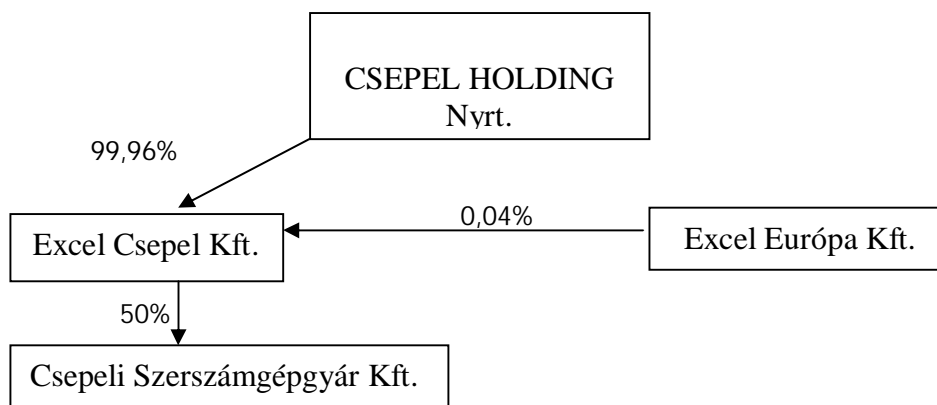 CSEPEL HOLDING
Nyrt.
99,96%
0,04%
Excel Csepel Kft.
Excel Európa Kft.
50%
Csepeli Szerszámgépgyár Kft.